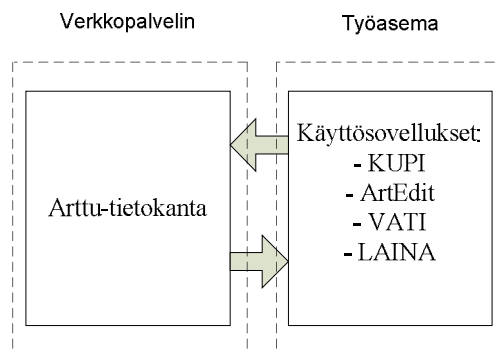 Verkkopalvelin
Työasema
Arttu-tietokanta
Käyttösovellukset:
- KUPI
- ArtEdit
- VATI
- LAINA